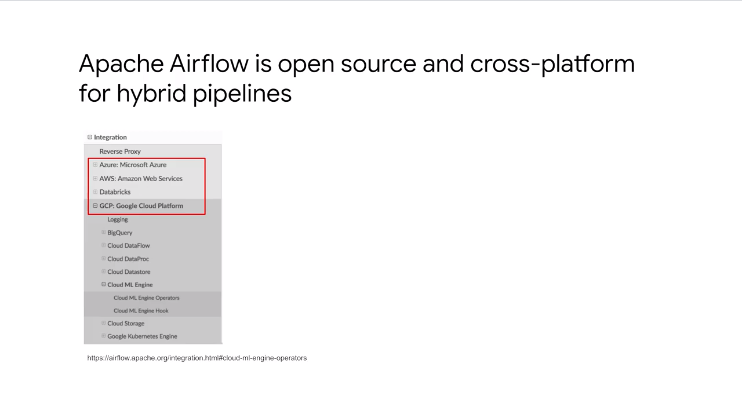 Apache Airflow is open source and cross-platform
for hybrid pipelines
Integration
Reverse Proxy
Azure: Microsoft Azure
AWS: Amazon Web Services
Databricks
GCP: Google Cloud Platform
Logging
BigQuery
Cloud DataFlow
Cloud DataProc
Cloud Datastore
Cloud ML Engine
Cloud ML Engine Operators
Cloud ML Engine Hook
Cloud Storage
Google Kubernetes Engine
https://airflow.apache.org/integration.html#cloud-ml-engine-operators